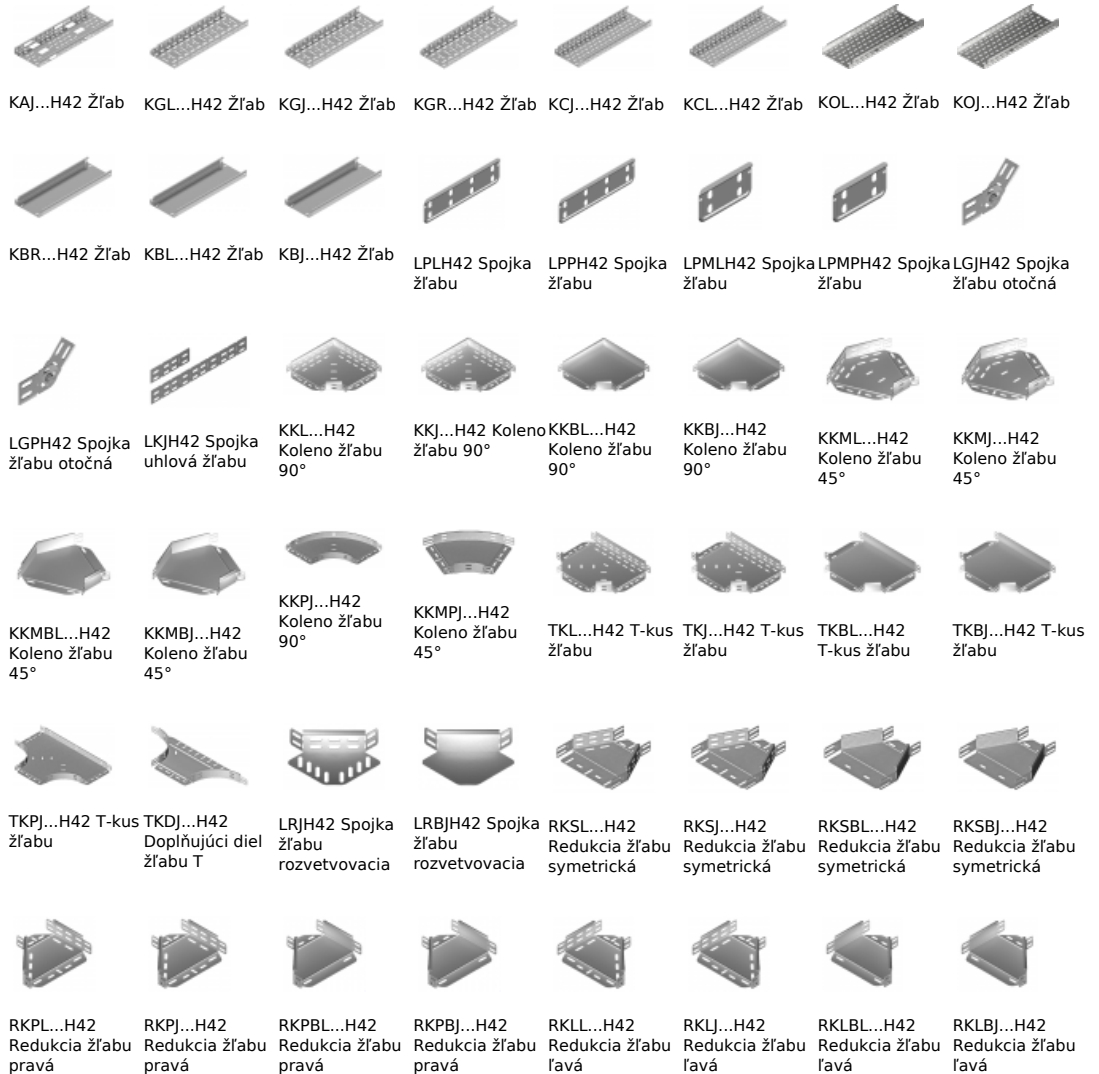 KAJ...H42 Žľab
KGL...H42 Žľab
KGJ...H42 Žľab
KGR...H42 Žľab
KCJ...H42 Žľab
KCL...H42 Žľab
KOL...H42 Žľab
KOJ...H42 Žľab
KBR...H42 Žľab
KBL...H42 Žľab
KBJ...H42 Žľab
LPLH42 Spojka
žľabu
LPPH42 Spojka
žľabu
LPMLH42 Spojka
žľabu
LPMPH42 Spojka
žľabu
LGJH42 Spojka
žľabu otočná
LGPH42 Spojka
žľabu otočná
LKJH42 Spojka
uhlová žľabu
KKL...H42
Koleno žľabu
90°
KKJ...H42 Koleno
žľabu 90°
KKBL...H42
Koleno žľabu
90°
KKBJ...H42
Koleno žľabu
90°
KKML...H42
Koleno žľabu
45°
KKMJ...H42
Koleno žľabu
45°
KKMBL...H42
Koleno žľabu
45°
KKMBJ...H42
Koleno žľabu
45°
KKPJ...H42
Koleno žľabu
90°
KKMPJ...H42
Koleno žľabu
45°
TKL...H42 T-kus
žľabu
TKJ...H42 T-kus
žľabu
TKBL...H42
T-kus žľabu
TKBJ...H42 T-kus
žľabu
TKPJ...H42 T-kus
žľabu
TKDJ...H42
Doplňujúci diel
žľabu T
LRJH42 Spojka
žľabu
rozvetvovacia
LRBJH42 Spojka
žľabu
rozvetvovacia
RKSL...H42
Redukcia žľabu
symetrická
RKSJ...H42
Redukcia žľabu
symetrická
RKSBL...H42
Redukcia žľabu
symetrická
RKSBJ...H42
Redukcia žľabu
symetrická
RKPL...H42
Redukcia žľabu
pravá
RKPJ...H42
Redukcia žľabu
pravá
RKPBL...H42
Redukcia žľabu
pravá
RKPBJ...H42
Redukcia žľabu
pravá
RKLL...H42
Redukcia žľabu
ľavá
RKLJ...H42
Redukcia žľabu
ľavá
RKLBL...H42
Redukcia žľabu
ľavá
RKLBJ...H42
Redukcia žľabu
ľavá